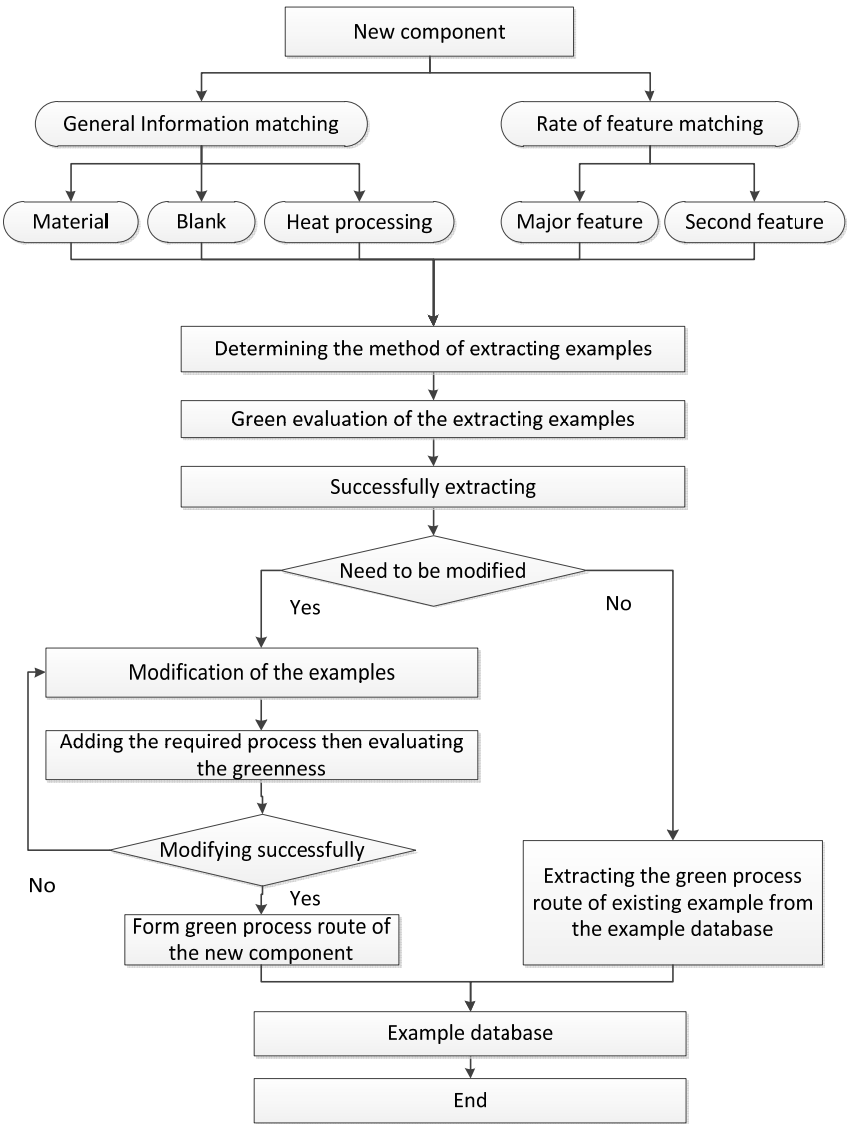 New component
General Information matching
Rate of feature matching
Material
Blank
Heat processing
Major feature
Second feature
Determining the method of extracting examples
Green evaluation of the extracting examples
Successfully extracting
Need to be modified
Yes
No
Modification of the examples
Adding the required process then evaluating
the greenness
Modifying successfully
No
Yes
Form green process route of
the new component
Extracting the green process
route of existing example from
the example database
Example database
End